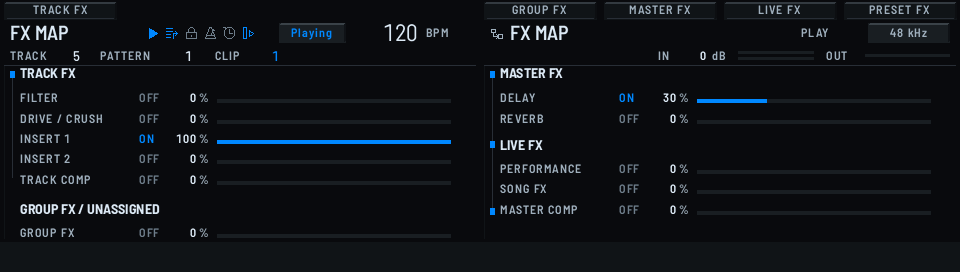 TRACK FX
GROUP FX MASTER FX LIVE FX PRESET FX
FX MAP Playing 120 BPM
FX MAP PLAY 48 kHz
TRACK 5 PATTERN 1 CLIP 1
IN 0 dB OUT
TRACK FX
FILTER OFF 0 %
DRIVE / CRUSH OFF 0 %
INSERT 1 ON 100 %
INSERT 2 OFF 0 %
TRACK COMP OFF 0 %
GROUP FX / UNASSIGNED
GROUP FX OFF 0 %
MASTER FX
DELAY ON 30 %
REVERB OFF 0 %
LIVE FX
PERFORMANCE OFF 0 %
SONG FX OFF 0 %
MASTER COMP OFF 0 %